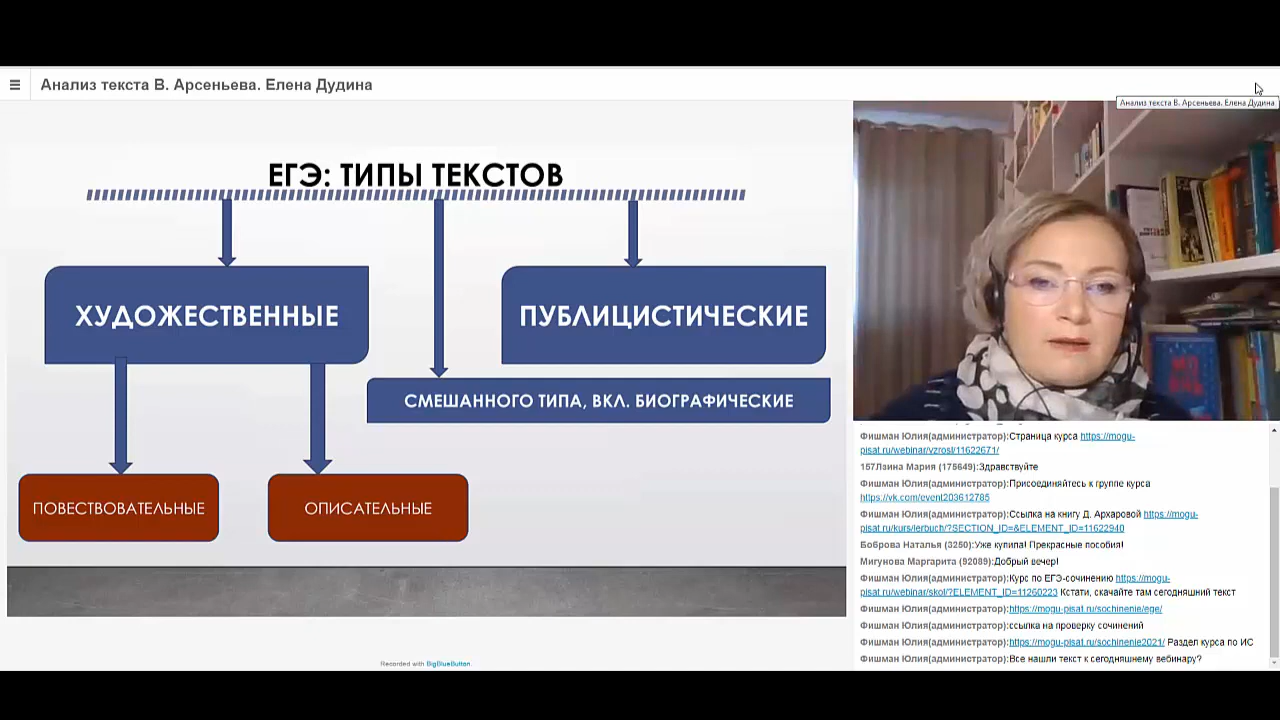 Анализ текста В. Арсеньева. Елена Дудина
Анализ текста В. Арсеньева. Елена Дудина
ЕГЭ: ТИПЫ ТЕКСТОВ
ХУДОЖЕСТВЕННЫЕ
ПУБЛИЦИСТИЧЕСКИЕ
СМЕШАННОГО ТИПА, ВКЛ. БИОГРАФИЧЕСКИЕ
ПОВЕСТВОВАТЕЛЬНЫЕ
ОПИСАТЕЛЬНЫЕ
Recorded with BigBlueButton.
Фишман Юлия(администратор):Страница курса https://mogu-
pisat.ru/webinar/vzrosl/11622671/
157Лзина Мария (175649):Здравствуйте
Фишман Юлия(администратор):Присоединяйтесь к группе курса
https://vk.com/event203612785
Фишман Юлия(администратор):Ссылка на книгу Д. Архаровой https://mogu-
pisat.ru/kurs/lerbuch/?SECTION_ID=&ELEMENT_ID=11622940
Боброва Наталья (3250):Уже купила! Прекрасные пособия!
Мигунова Маргарита (92089):Добрый вечер!
Фишман Юлия(администратор):Курс по ЕГЭ-сочинению https://mogu-
pisat.ru/webinar/skol/?ELEMENT_ID=11260223 Кстати, скачайте там сегодняшний текст
Фишман Юлия(администратор):https://mogu-pisat.ru/sochinenie/ege/
Фишман Юлия(администратор):ссылка на проверку сочинений
Фишман Юлия(администратор):https://mogu-pisat.ru/sochinenie2021/ Раздел курса по ИС
Фишман Юлия(администратор):Все нашли текст к сегодняшнему вебинару?